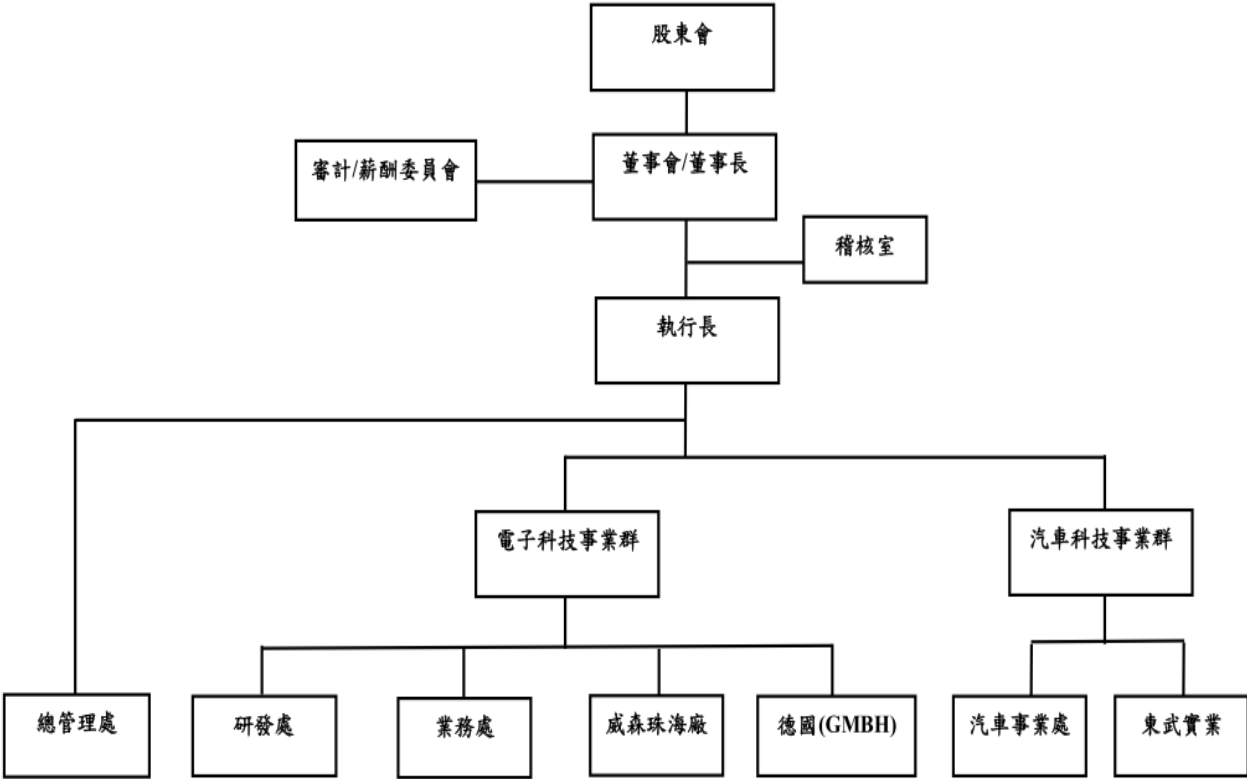 股東會
審計/薪酬委員會
董事會/董事長
稽核室
執行長
電子科技事業群
汽車科技事業群
總管理處
研發處
業務處
威森珠海廠
德國(GMBH)
汽車事業處
東武實業